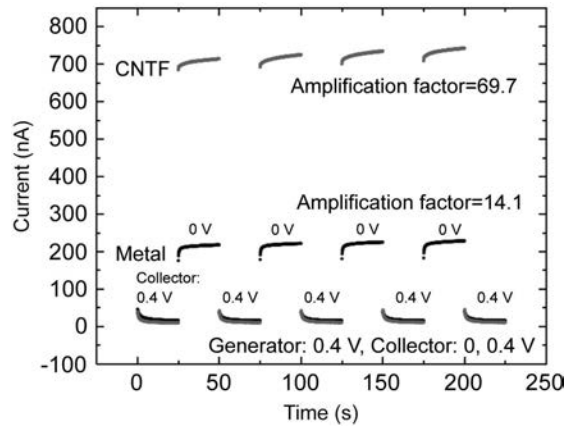 800
700
CNTF
600
Amplification factor=69.7
500
400
Amplification factor=14.1
300
0 V 0 V 0 V 0 V
200
Metal
100
Collector:
0.4 V 0.4 V 0.4 V 0.4 V 0.4 V
0
Generator: 0.4 V, Collector: 0, 0.4 V
-100
0 50 100 150 200 250
Time (s)
Current (nA)